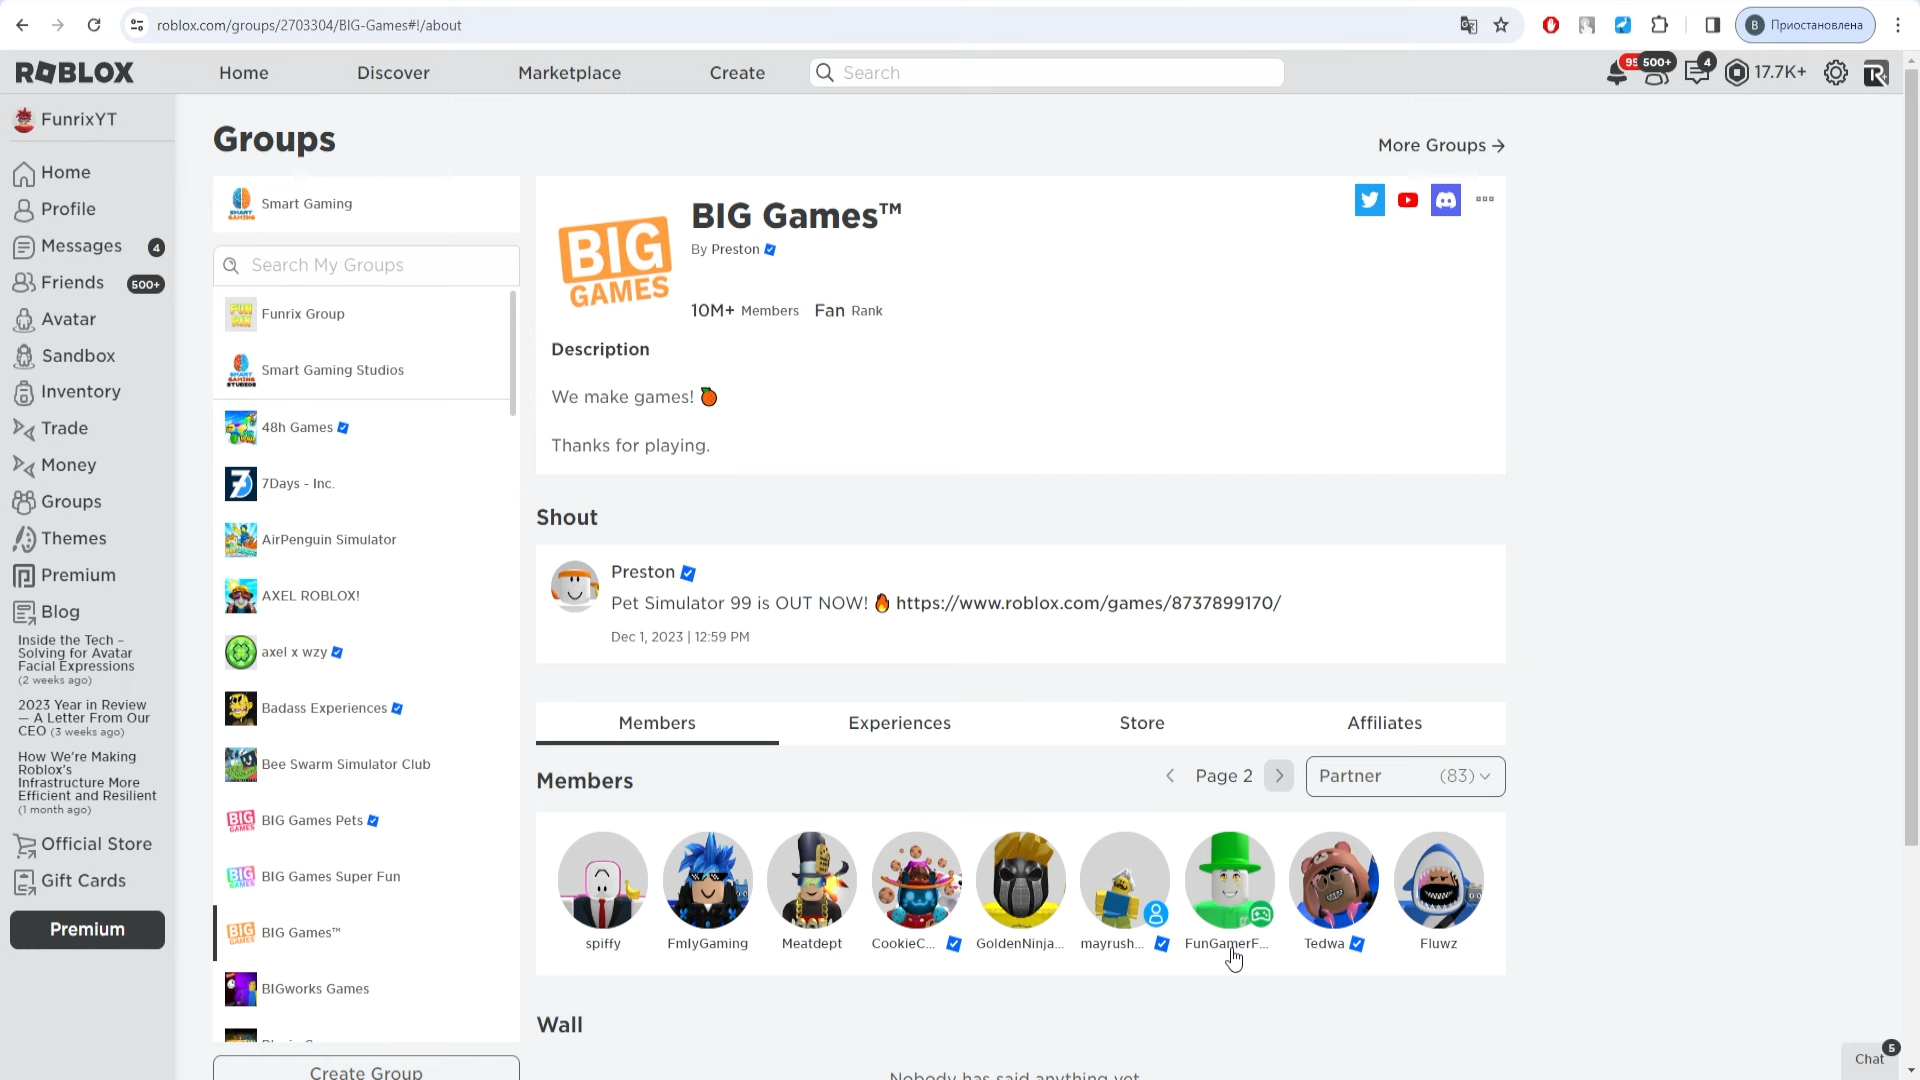 roblox.com/groups/2703304/BIG-Games#!/about
В
Приостановлена
ROBLOX
Home
Discover
Marketplace
Create
Search
500+
4
17.7K+
FunrixYT
Home
Profile
Messages
4
Friends
500+
Avatar
Sandbox
Inventory
Trade
Money
Groups
Themes
Premium
Blog
Inside the Tech –
Solving for Avatar
Facial Expressions
(2 weeks ago)
2023 Year in Review
— A Letter From Our
CEO (3 weeks ago)
How We're Making
Roblox's
Infrastructure More
Efficient and Resilient
(1 month ago)
Official Store
Gift Cards
Premium
Groups
More Groups →
Smart Gaming
Search My Groups
Funrix Group
Smart Gaming Studios
48h Games
7Days - Inc.
AirPenguin Simulator
AXEL ROBLOX!
axel x wzy
Badass Experiences
Bee Swarm Simulator Club
BIG Games Pets
BIG Games Super Fun
BIG Games™
BIGworks Games
Create Group
BIG
GAMES
BIG Games™
By Preston
10M+ Members Fan Rank
Description
We make games! 🍊
Thanks for playing.
Shout
Preston
Pet Simulator 99 is OUT NOW! 🔥 https://www.roblox.com/games/8737899170/
Dec 1, 2023 | 12:59 PM
Members
Experiences
Store
Affiliates
Members
Page 2
Partner (83)
spiffy
FmlyGaming
Meatdept
CookieC...
GoldenNinja...
mayrush...
FunGamerF...
Tedwa
Fluwz
Wall
Nobody has said anything yet
Chat
5